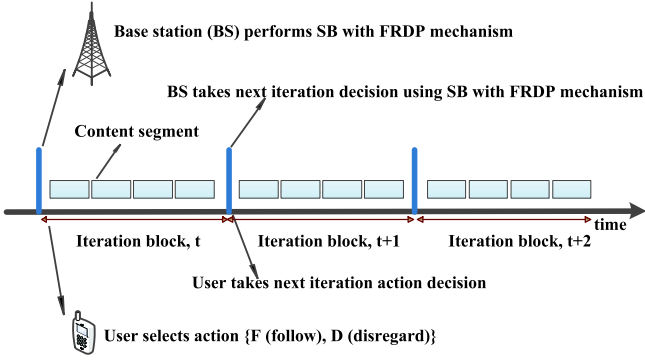 Base station (BS) performs SB with FRDP mechanism
BS takes next iteration decision using SB with FRDP mechanism
Content segment
time
Iteration block, t
Iteration block, t+1
Iteration block, t+2
User takes next iteration action decision
User selects action {F (follow), D (disregard)}